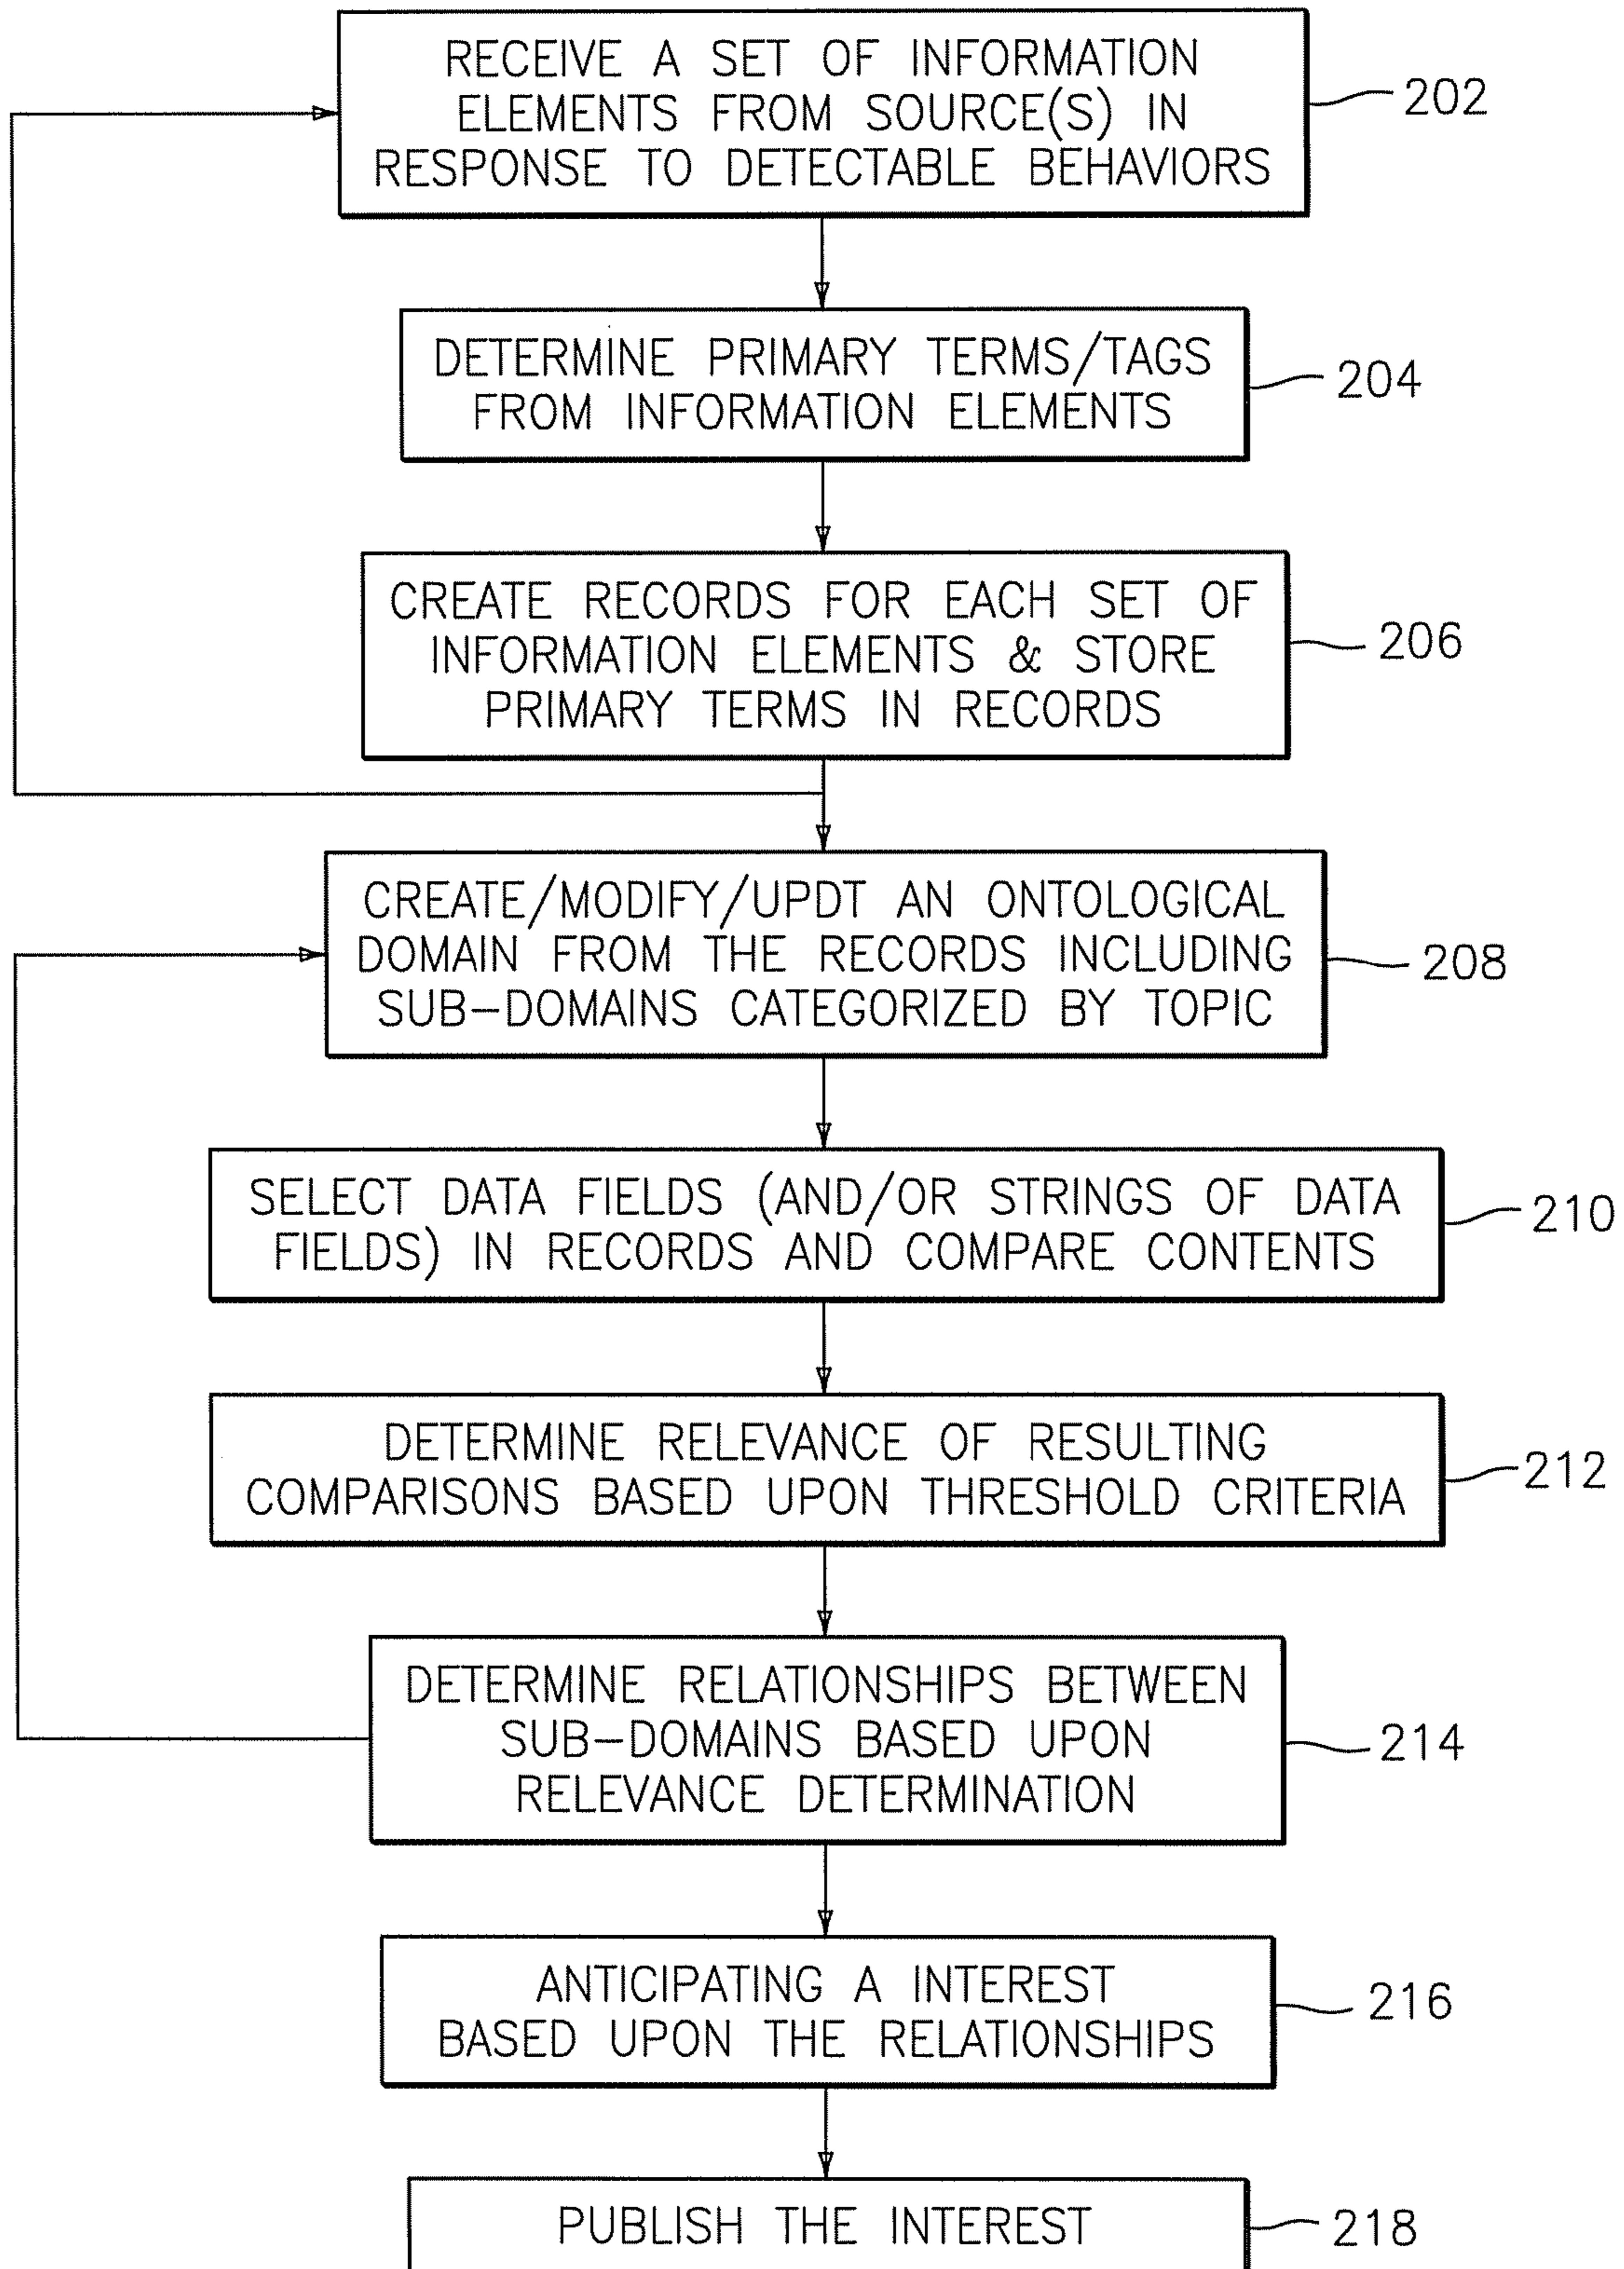 RECEIVE A SET OF INFORMATION
ELEMENTS FROM SOURCE(S) IN
RESPONSE TO DETECTABLE BEHAVIORS
202
DETERMINE PRIMARY TERMS/TAGS
FROM INFORMATION ELEMENTS
204
CREATE RECORDS FOR EACH SET OF
INFORMATION ELEMENTS & STORE
PRIMARY TERMS IN RECORDS
206
CREATE/MODIFY/UPDT AN ONTOLOGICAL
DOMAIN FROM THE RECORDS INCLUDING
SUB-DOMAINS CATEGORIZED BY TOPIC
208
SELECT DATA FIELDS (AND/OR STRINGS OF DATA
FIELDS) IN RECORDS AND COMPARE CONTENTS
210
DETERMINE RELEVANCE OF RESULTING
COMPARISONS BASED UPON THRESHOLD CRITERIA
212
DETERMINE RELATIONSHIPS BETWEEN
SUB-DOMAINS BASED UPON
RELEVANCE DETERMINATION
214
ANTICIPATING A INTEREST
BASED UPON THE RELATIONSHIPS
216
PUBLISH THE INTEREST
218